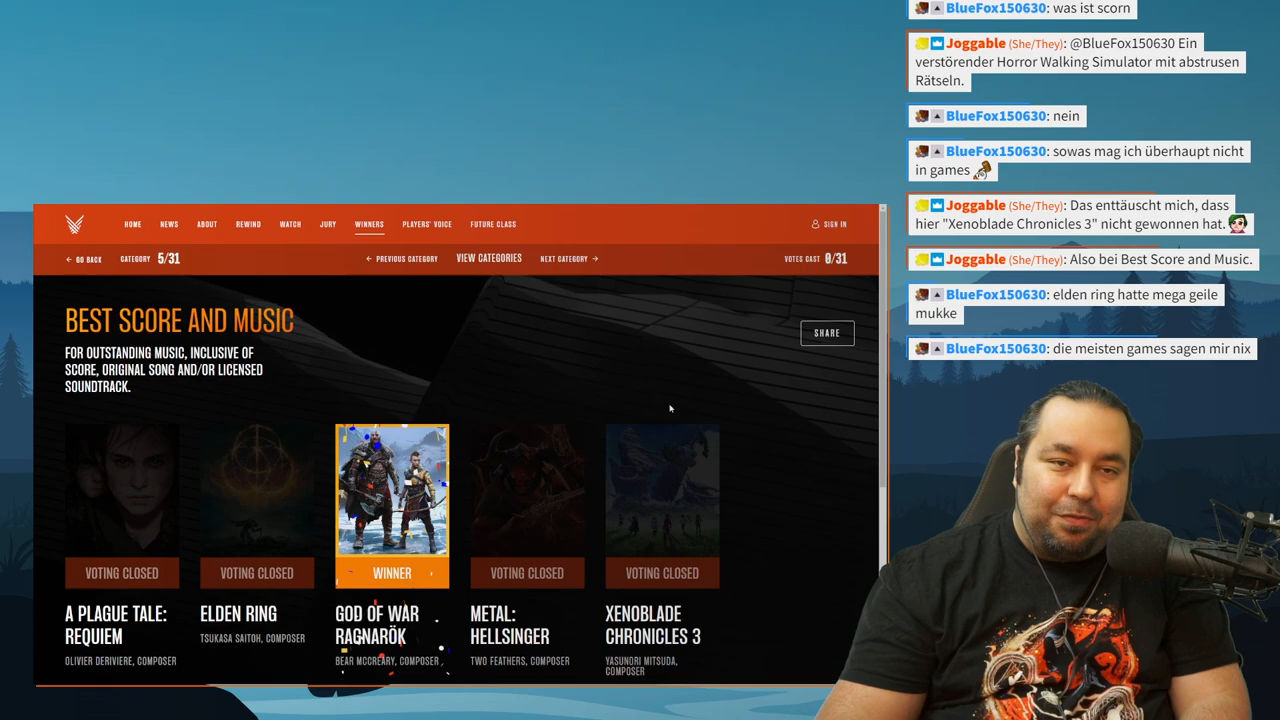 HOME NEWS ABOUT REWIND WATCH JURY WINNERS PLAYERS' VOICE FUTURE CLASS SIGN IN
← GO BACK CATEGORY 5/31 ← PREVIOUS CATEGORY VIEW CATEGORIES NEXT CATEGORY → VOTES CAST 0/31
BEST SCORE AND MUSIC
SHARE
FOR OUTSTANDING MUSIC, INCLUSIVE OF
SCORE, ORIGINAL SONG AND/OR LICENSED
SOUNDTRACK.
VOTING CLOSED
A PLAGUE TALE:
REQUIEM
OLIVIER DERIVIERE, COMPOSER
VOTING CLOSED
ELDEN RING
TSUKASA SAITOH, COMPOSER
WINNER
GOD OF WAR
RAGNARÖK
BEAR MCCREARY, COMPOSER
VOTING CLOSED
METAL:
HELLSINGER
TWO FEATHERS, COMPOSER
VOTING CLOSED
XENOBLADE
CHRONICLES 3
YASUNORI MITSUDA,
COMPOSER
BlueFox150630: was ist scorn
Joggable (She/They): @BlueFox150630 Ein
verstörender Horror Walking Simulator mit abstrusen
Rätseln.
BlueFox150630: nein
BlueFox150630: sowas mag ich überhaupt nicht
in games
Joggable (She/They): Das enttäuscht mich, dass
hier "Xenoblade Chronicles 3" nicht gewonnen hat.
Joggable (She/They): Also bei Best Score and Music.
BlueFox150630: elden ring hatte mega geile
mukke
BlueFox150630: die meisten games sagen mir nix